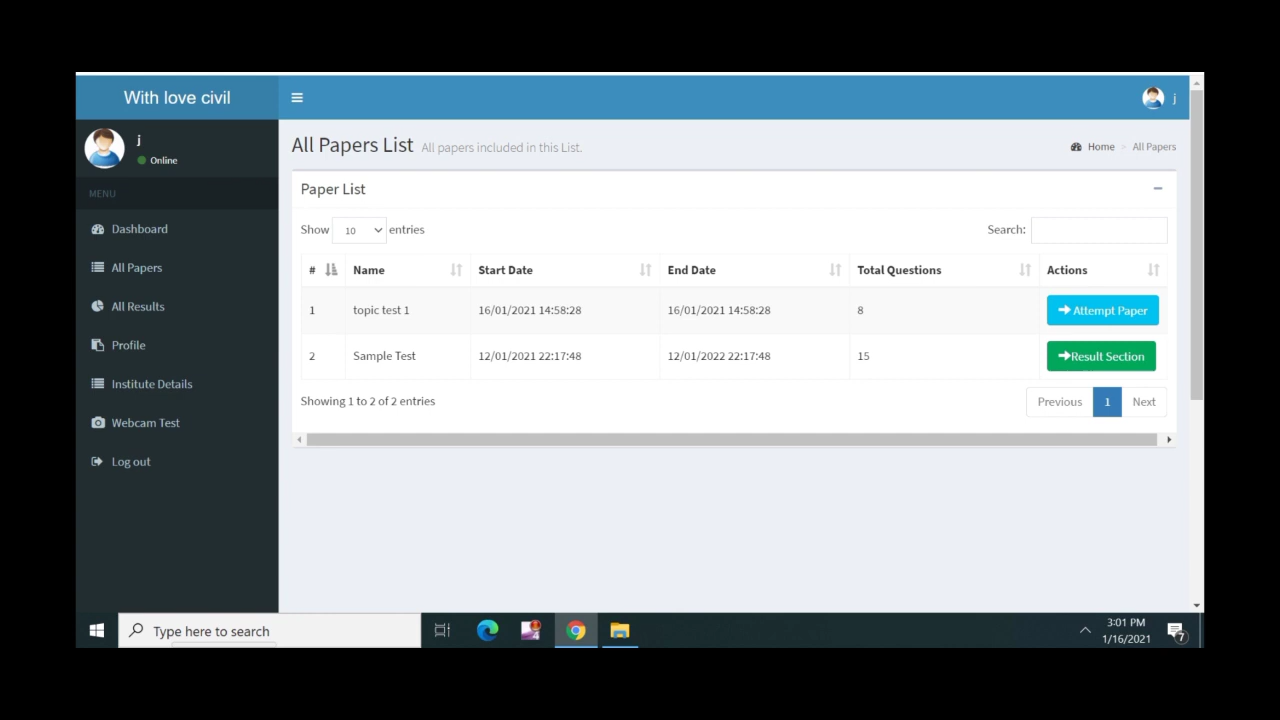 With love civil
j
j
Online
MENU
Dashboard
All Papers
All Results
Profile
Institute Details
Webcam Test
Log out
All Papers List All papers included in this List.
Home > All Papers
Paper List
Show 10 entries
Search:
# Name Start Date End Date Total Questions Actions
1 topic test 1 16/01/2021 14:58:28 16/01/2021 14:58:28 8 Attempt Paper
2 Sample Test 12/01/2021 22:17:48 12/01/2022 22:17:48 15 Result Section
Showing 1 to 2 of 2 entries
Previous 1 Next
Type here to search
3:01 PM
1/16/2021
7